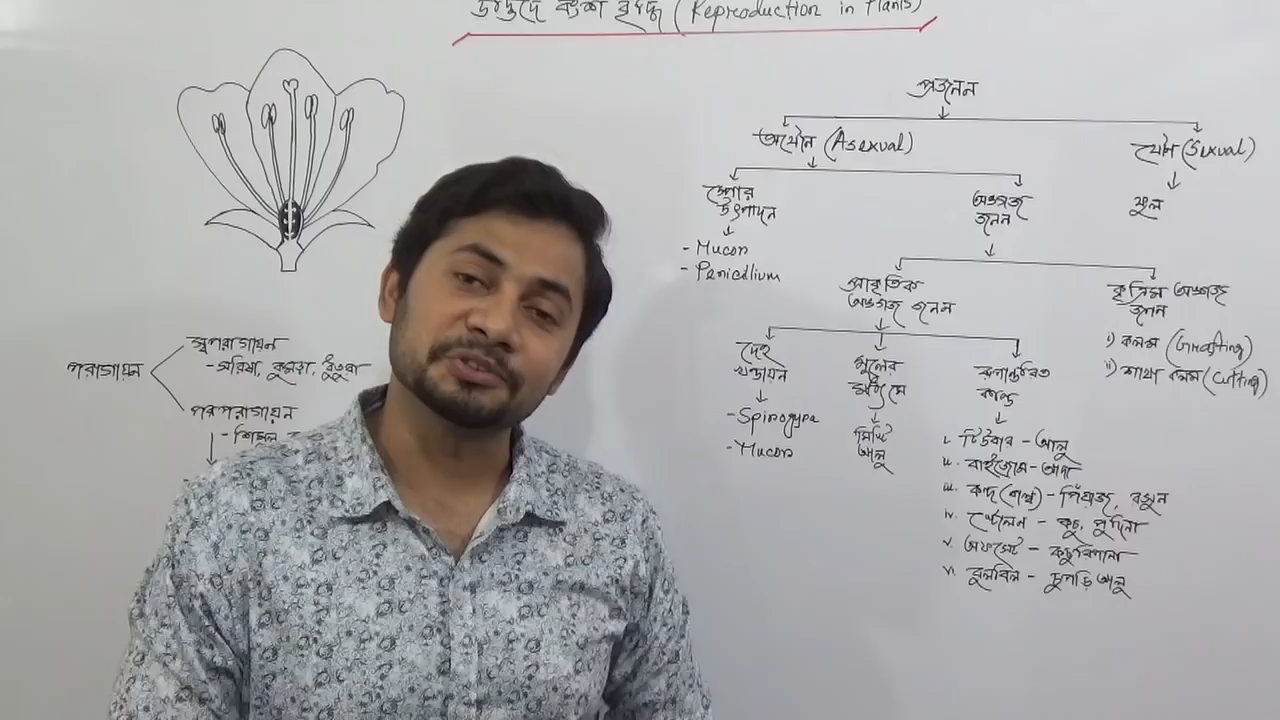 উদ্ভিদে বংশ বৃদ্ধি (Reproduction in Plants)
প্রজনন
অযৌন (Asexual)
যৌন (Sexual)
ফুল
স্পোর
উৎপাদন
- Mucor
- Penicillium
অঙ্গজ
জনন
প্রাকৃতিক
অঙ্গজ জনন
কৃত্রিম অঙ্গজ
জনন
i) কলম (Grafting)
ii) শাখা কলম (Cutting)
দেহ
খন্ডায়ন
- Spirogyra
- Mucor
মূলের
মাধ্যমে
মিষ্টি
আলু
রূপান্তরিত
কান্ড
i. টিউবার - আলু
ii. রাইজোম - আদা
iii. কন্দ (বাল্ব) - পিঁয়াজ, রসুন
iv. স্টোলন - কচু, পুদিনা
v. অফসেট - কচুরিপানা
vi. বুলবিল - চুপড়ি আলু
পরাগায়ন
স্বপরাগায়ন
- সরিষা, কুমড়া, ধুতুরা
পরপরাগায়ন
- শিমুল